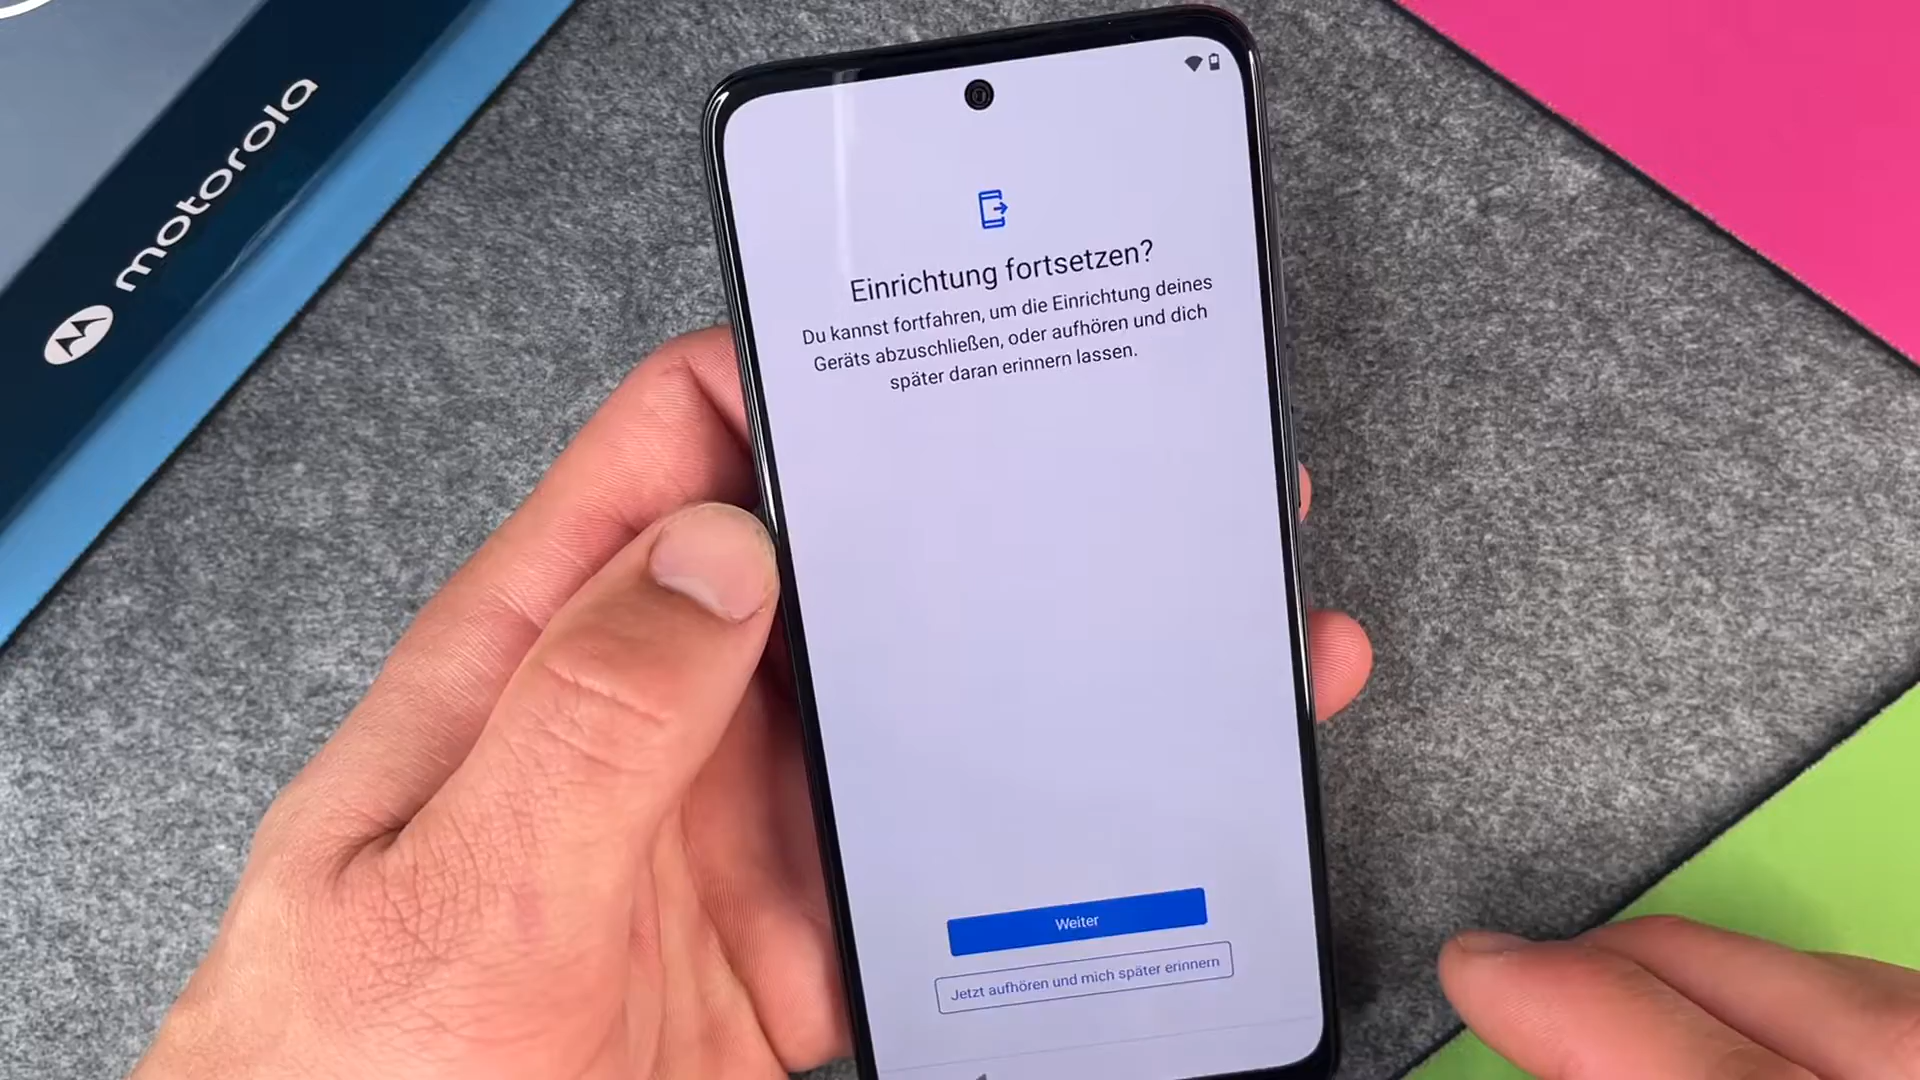 motorola
Einrichtung fortsetzen?
Du kannst fortfahren, um die Einrichtung deines
Geräts abzuschließen, oder aufhören und dich
später daran erinnern lassen.
Weiter
Jetzt aufhören und mich später erinnern